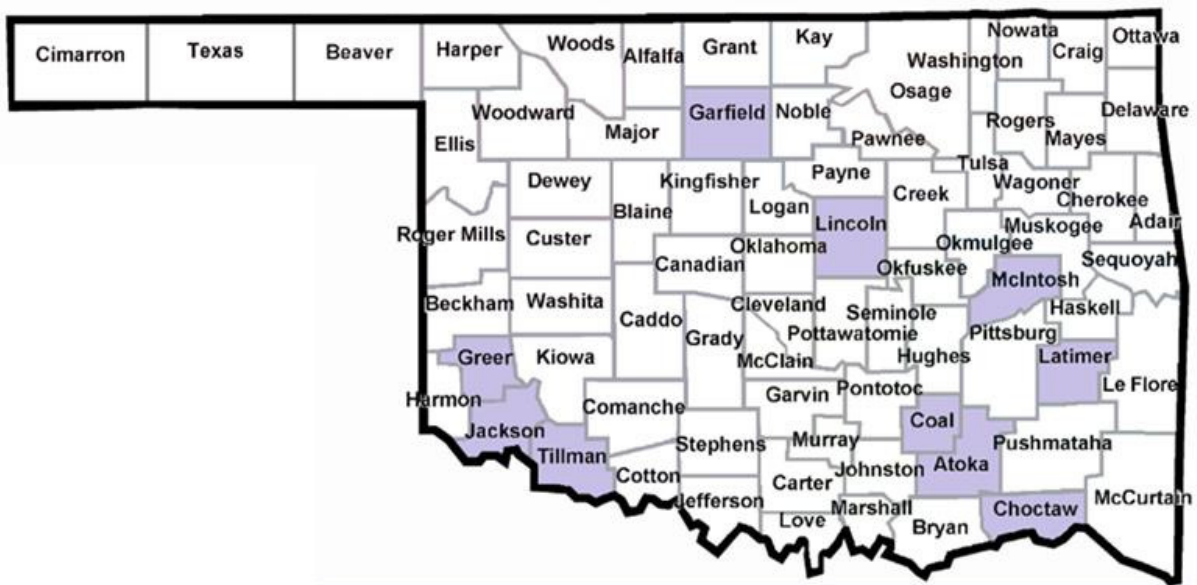 Cimarron
Texas
Beaver
Harper
Woods
Alfalfa
Grant
Kay
Nowata
Ottawa
Washington
Craig
Osage
Woodward
Major
Garfield
Noble
Rogers
Delaware
Ellis
Pawnee
Mayes
Tulsa
Dewey
Kingfisher
Payne
Creek
Wagoner
Cherokee
Blaine
Logan
Lincoln
Muskogee
Adair
Roger Mills
Custer
Oklahoma
Okmulgee
Canadian
Okfuskee
Sequoyah
McIntosh
Beckham
Washita
Cleveland
Seminole
Haskell
Caddo
Grady
Pottawatomie
Pittsburg
Greer
Kiowa
McClain
Hughes
Latimer
Harmon
Garvin
Pontotoc
Le Flore
Comanche
Jackson
Stephens
Murray
Coal
Pushmataha
Tillman
Johnston
Atoka
Cotton
Carter
McCurtain
Jefferson
Love
Marshall
Bryan
Choctaw